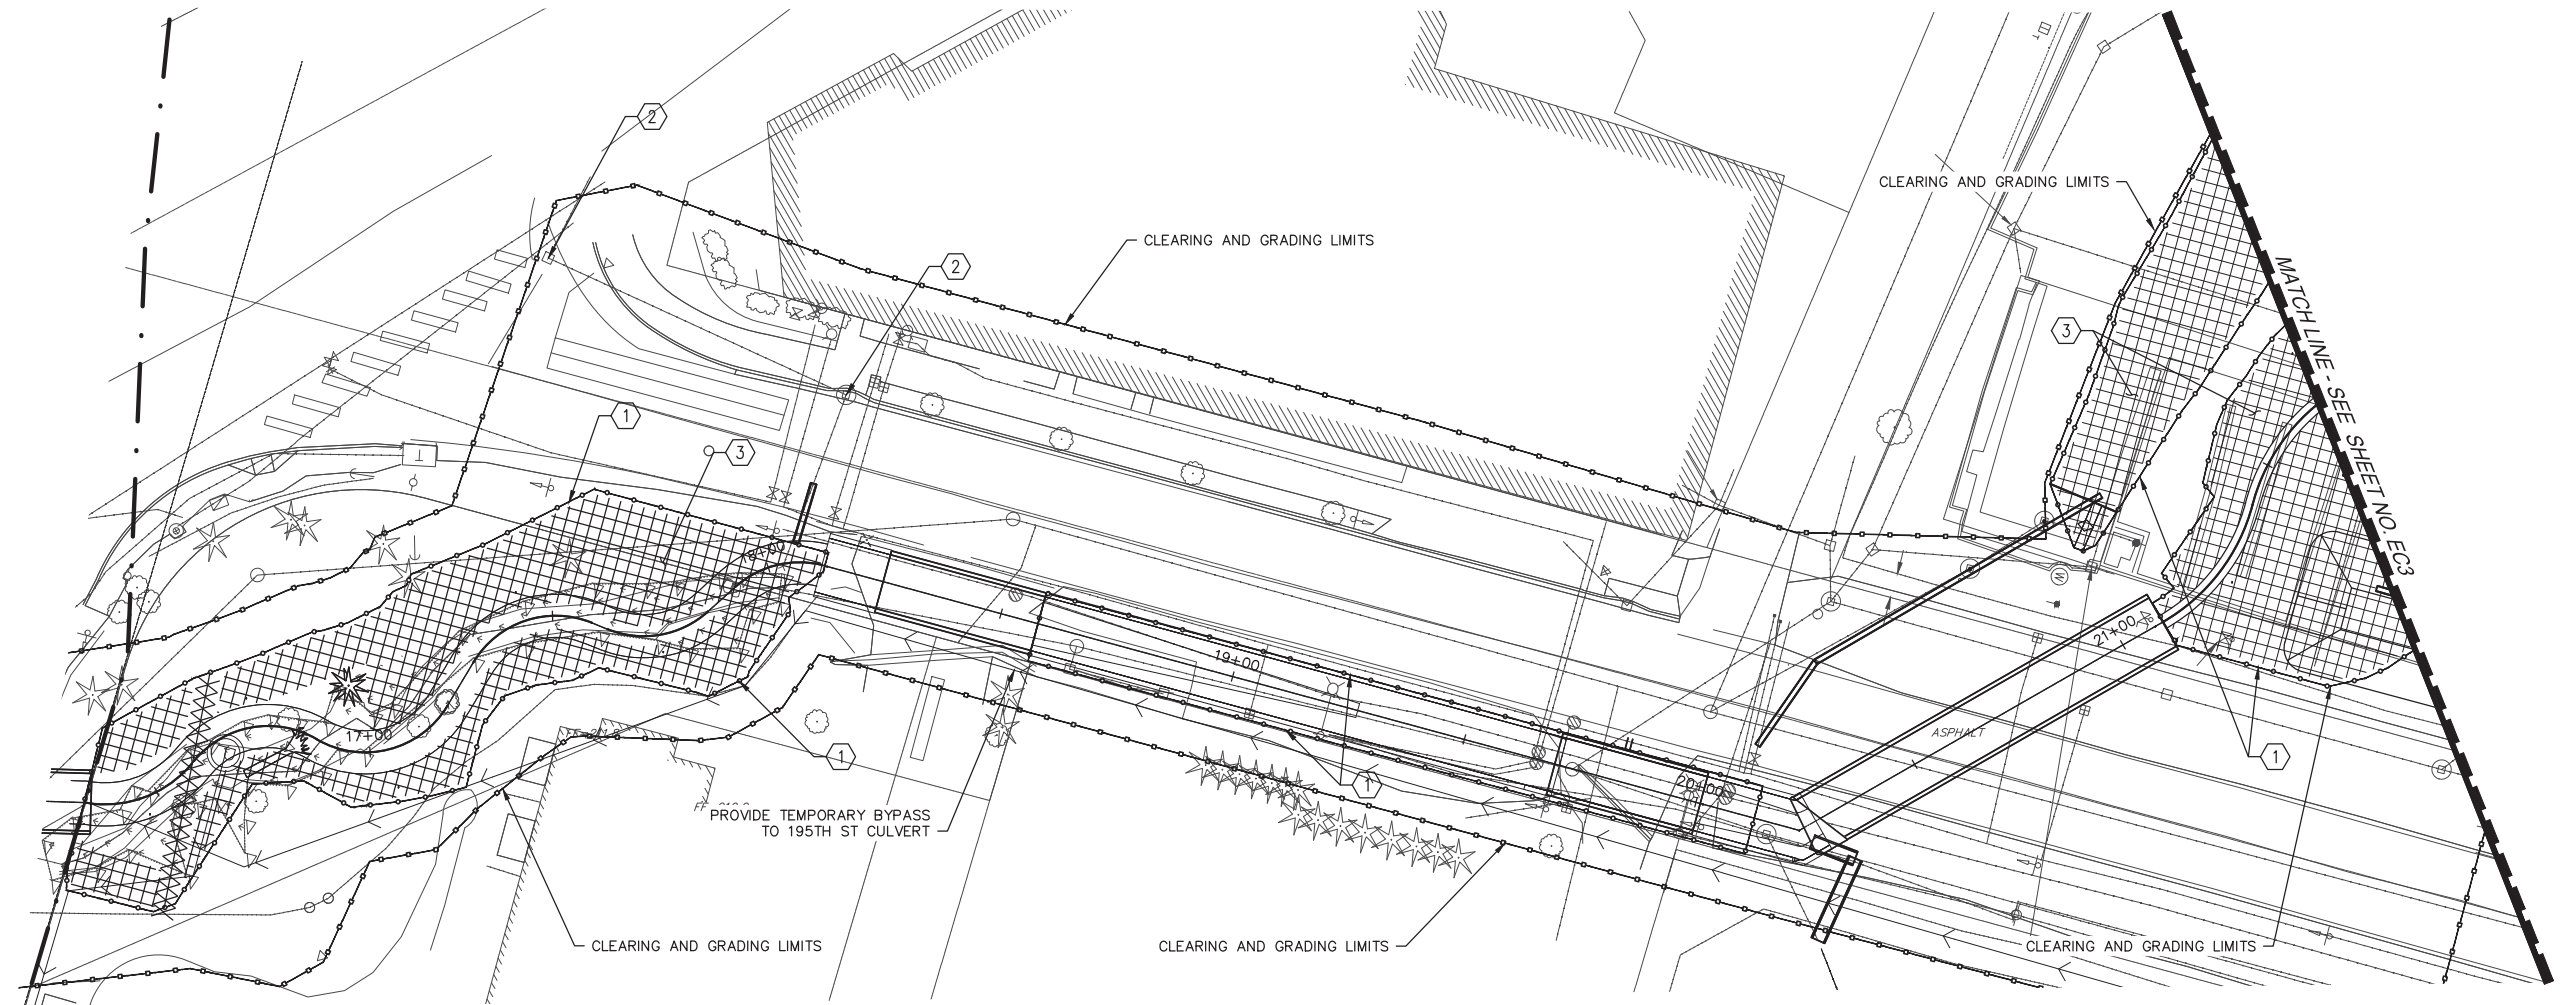 2
CLEARING AND GRADING LIMITS
CLEARING AND GRADING LIMITS
2
3
1
3
MATCH LINE - SEE SHEET NO. EC3
18+00
21+00
19+00
17+00
ASPHALT
1
1
1
20+00
PROVIDE TEMPORARY BYPASS
TO 195TH ST CULVERT
CLEARING AND GRADING LIMITS
CLEARING AND GRADING LIMITS
CLEARING AND GRADING LIMITS